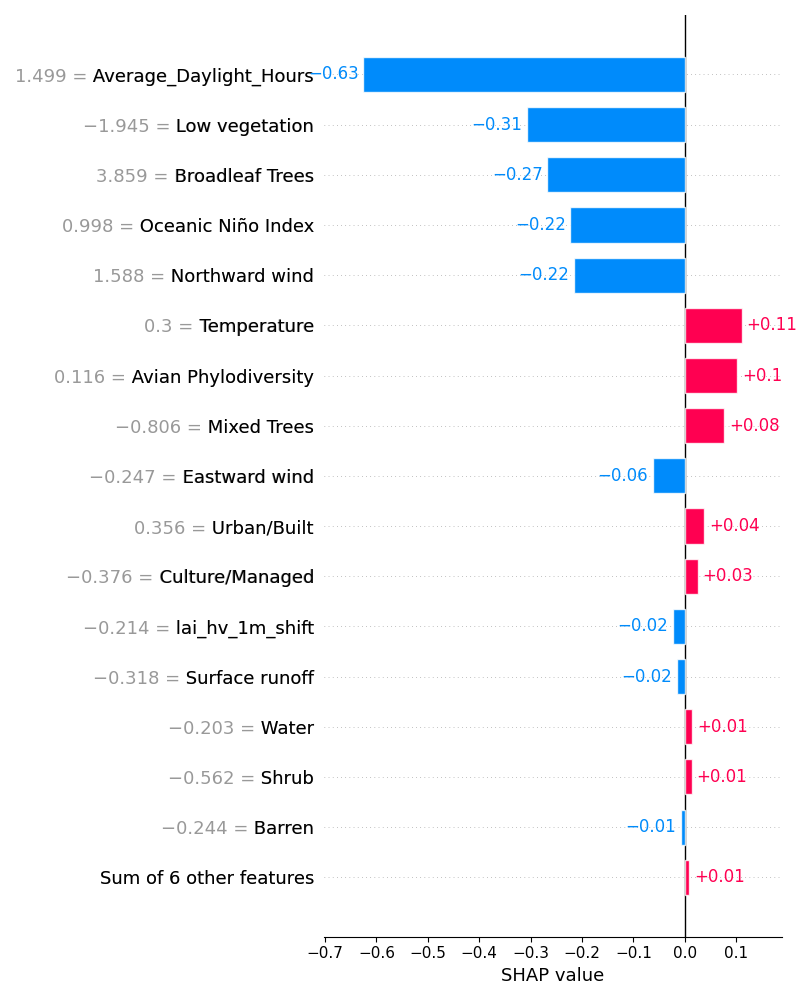 1.499 = Average_Daylight_Hours −0.63
−1.945 = Low vegetation −0.31
3.859 = Broadleaf Trees −0.27
0.998 = Oceanic Niño Index −0.22
1.588 = Northward wind −0.22
0.3 = Temperature +0.11
0.116 = Avian Phylodiversity +0.1
−0.806 = Mixed Trees +0.08
−0.247 = Eastward wind −0.06
0.356 = Urban/Built +0.04
−0.376 = Culture/Managed +0.03
−0.214 = lai_hv_1m_shift −0.02
−0.318 = Surface runoff −0.02
−0.203 = Water +0.01
−0.562 = Shrub +0.01
−0.244 = Barren −0.01
Sum of 6 other features +0.01
−0.7 −0.6 −0.5 −0.4 −0.3 −0.2 −0.1 0.0 0.1
SHAP value